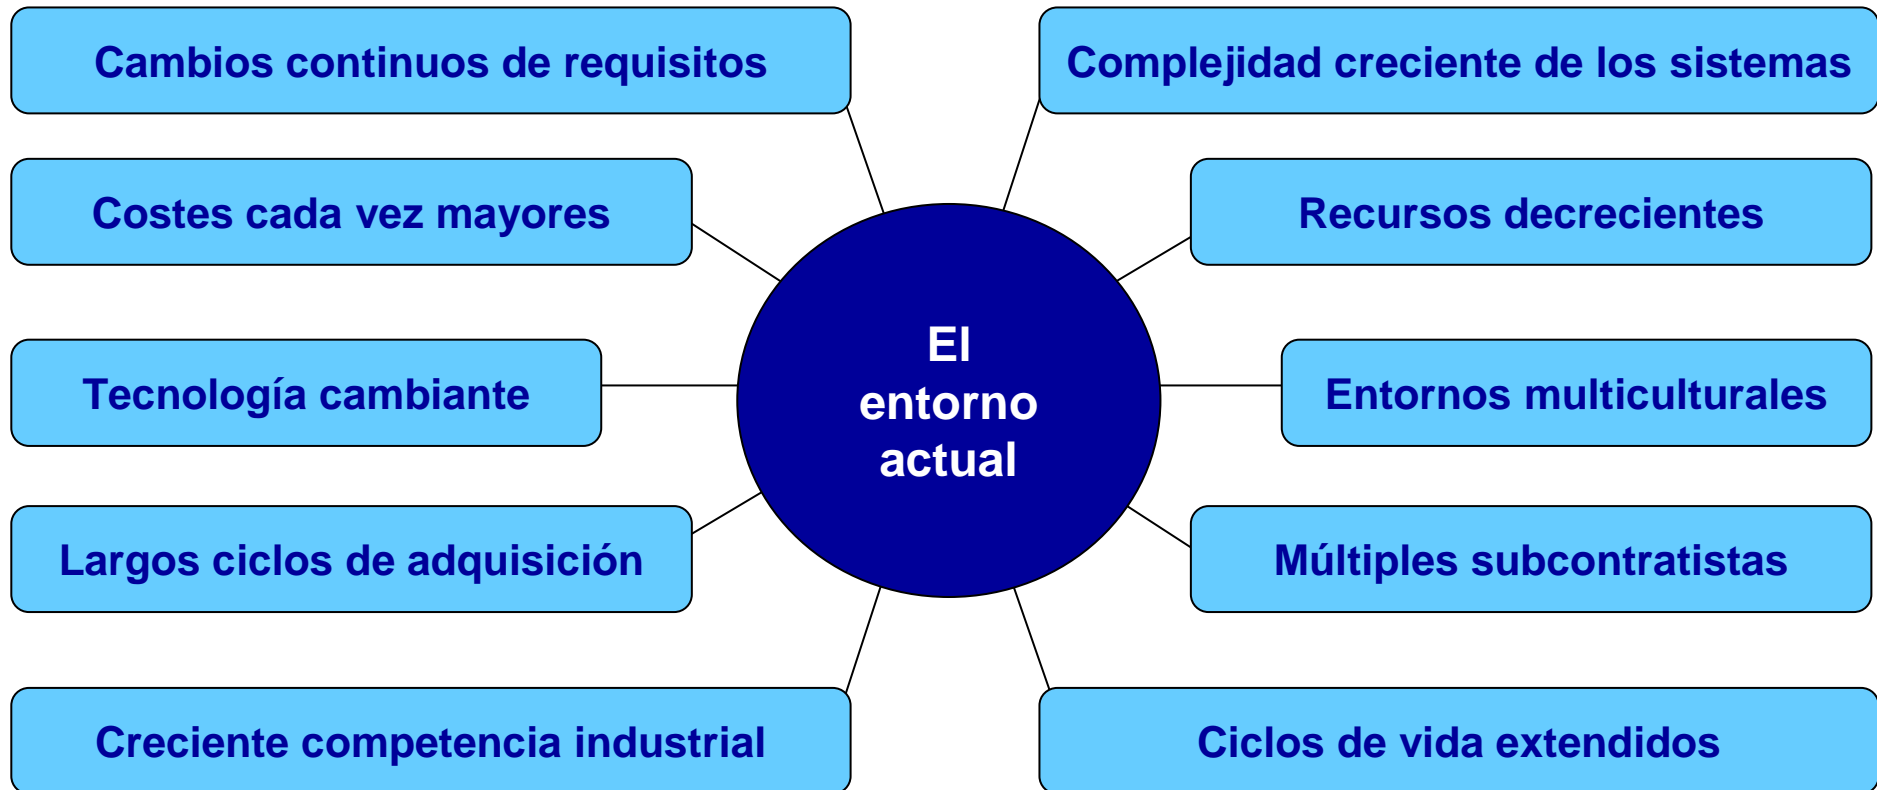 Cambios continuos de requisitos
Complejidad creciente de los sistemas
Costes cada vez mayores
Recursos decrecientes
El
entorno
actual
Tecnología cambiante
Entornos multiculturales
Largos ciclos de adquisición
Múltiples subcontratistas
Creciente competencia industrial
Ciclos de vida extendidos